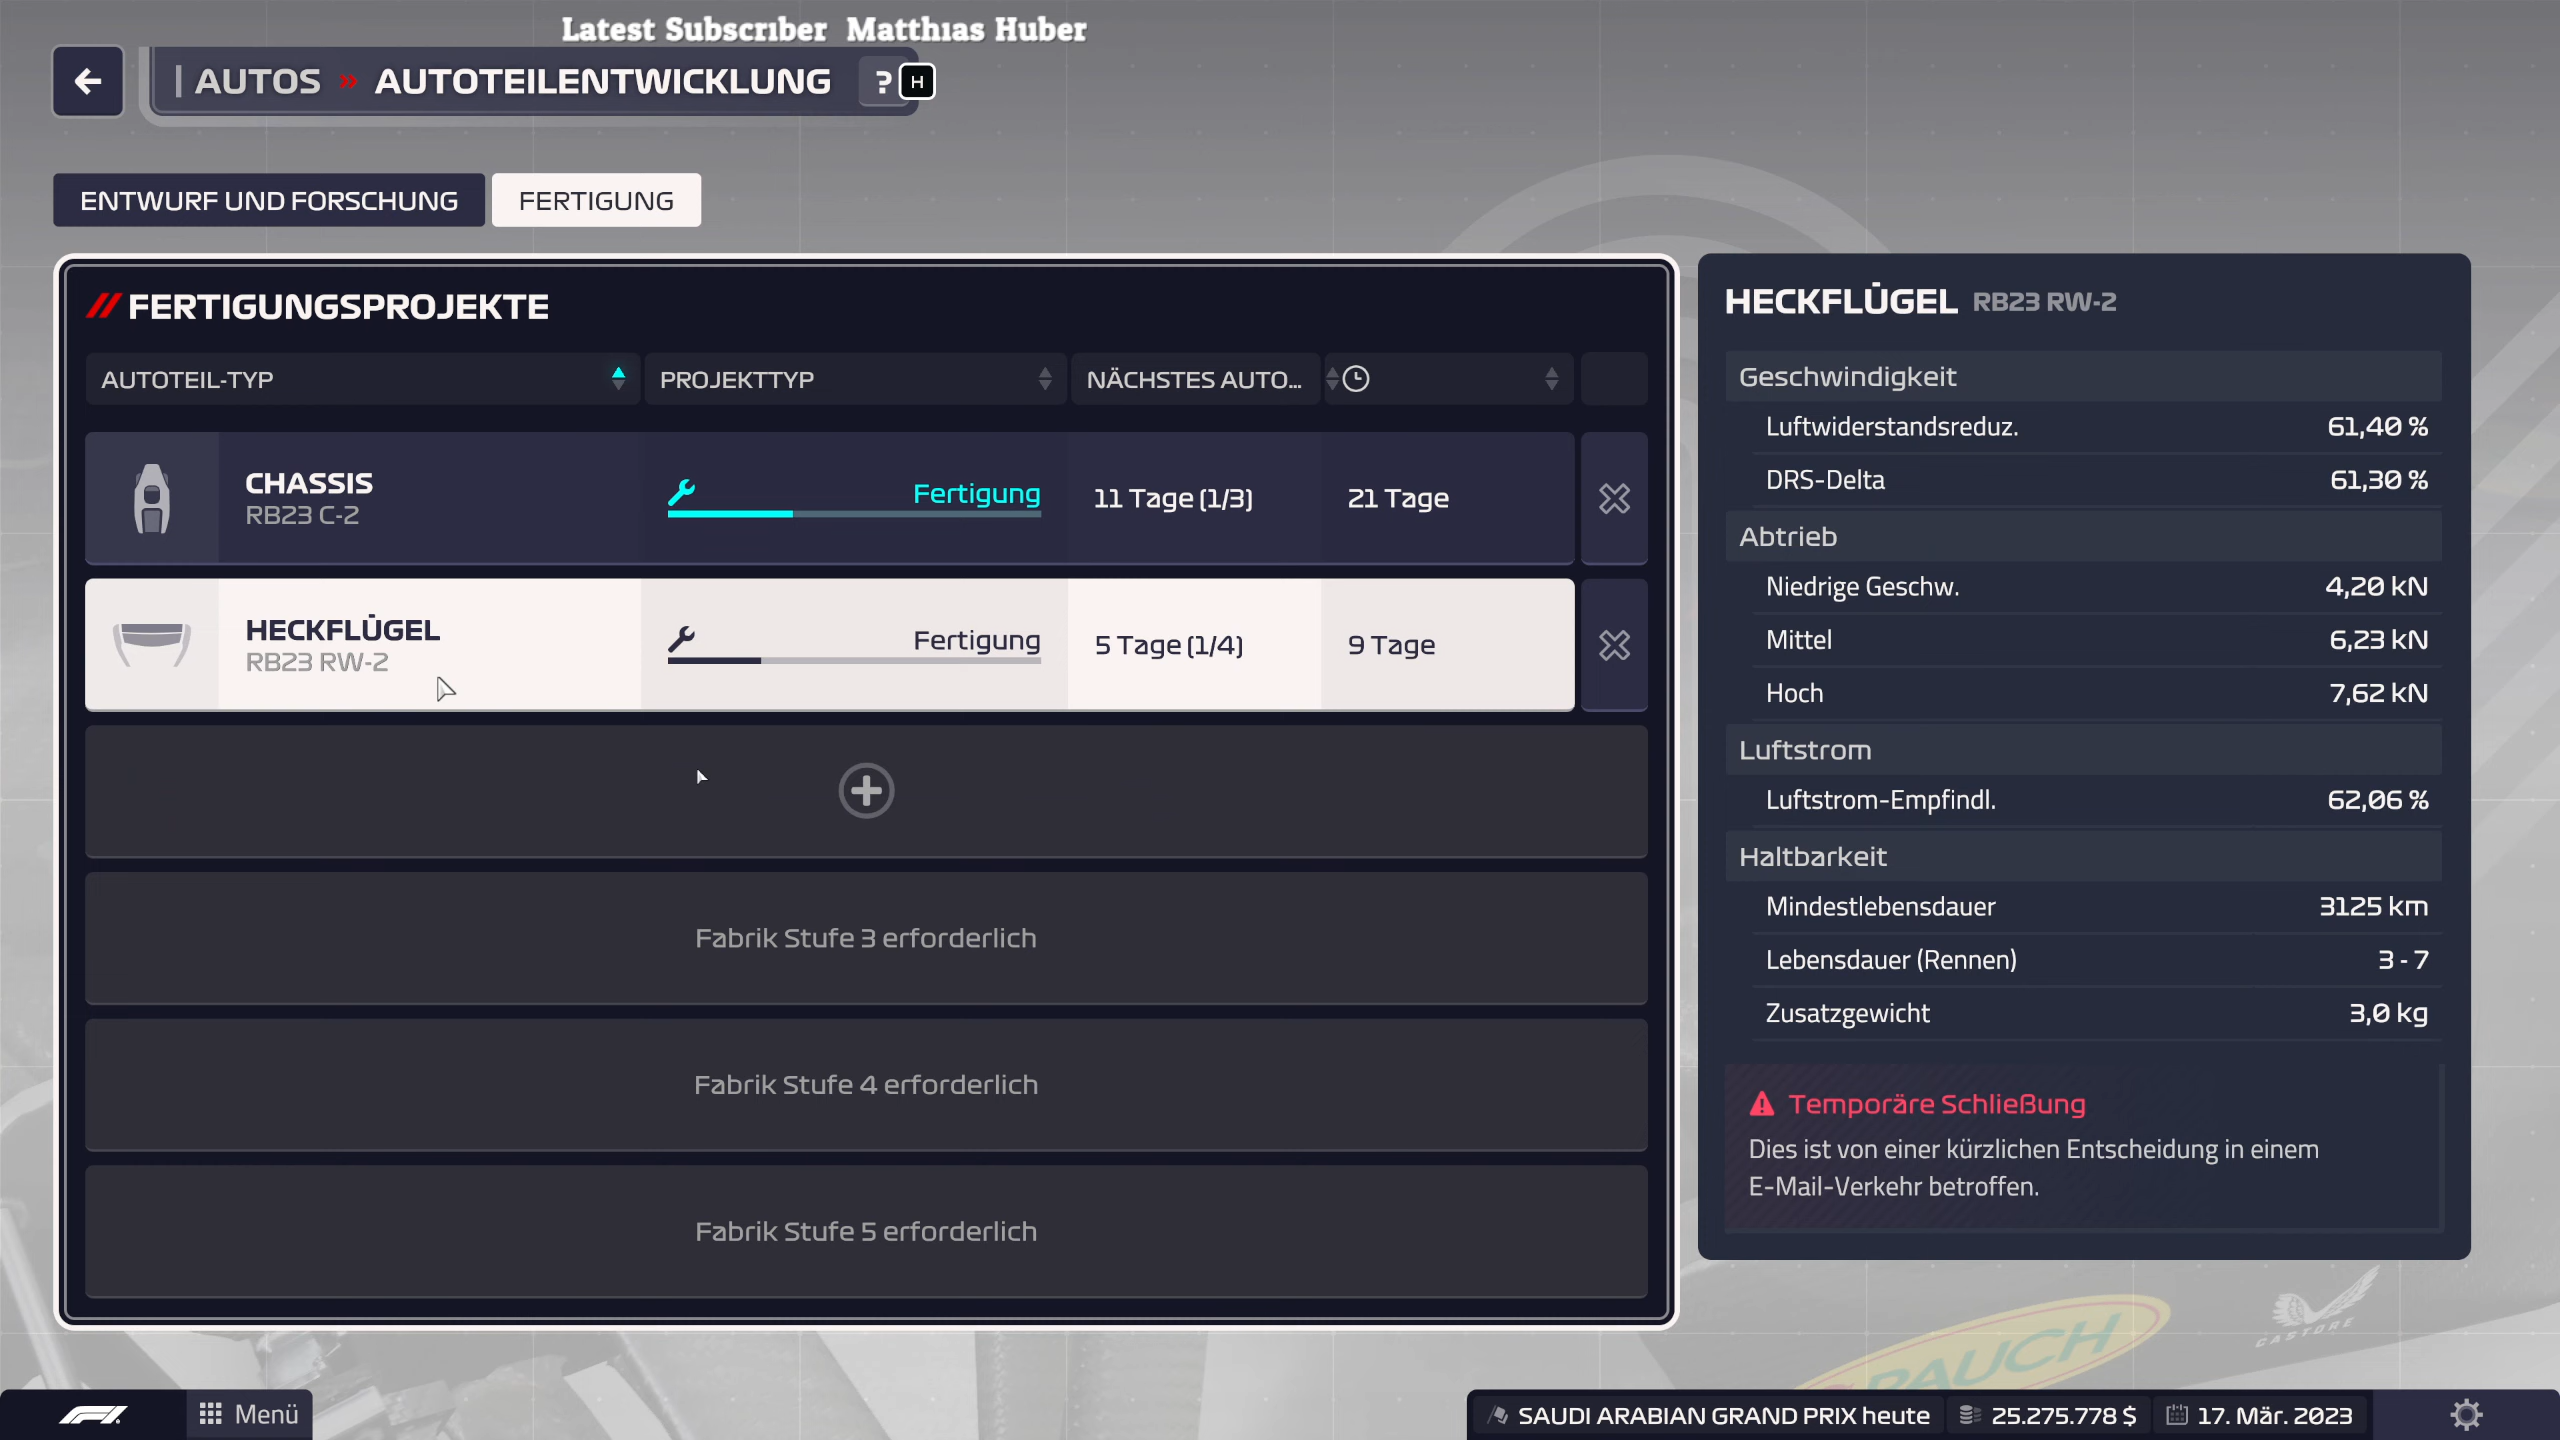 Latest Subscriber Matthias Huber
AUTOS » AUTOTEILENTWICKLUNG ? H
ENTWURF UND FORSCHUNG
FERTIGUNG
FERTIGUNGSPROJEKTE
AUTOTEIL-TYP
PROJEKTTYP
NÄCHSTES AUTO...
CHASSIS
RB23 C-2
Fertigung
11 Tage (1/3)
21 Tage
HECKFLÜGEL
RB23 RW-2
Fertigung
5 Tage (1/4)
9 Tage
Fabrik Stufe 3 erforderlich
Fabrik Stufe 4 erforderlich
Fabrik Stufe 5 erforderlich
HECKFLÜGEL RB23 RW-2
Geschwindigkeit
Luftwiderstandsreduz. 61,40 %
DRS-Delta 61,30 %
Abtrieb
Niedrige Geschw. 4,20 kN
Mittel 6,23 kN
Hoch 7,62 kN
Luftstrom
Luftstrom-Empfindl. 62,06 %
Haltbarkeit
Mindestlebensdauer 3125 km
Lebensdauer (Rennen) 3 - 7
Zusatzgewicht 3,0 kg
Temporäre Schließung
Dies ist von einer kürzlichen Entscheidung in einem
E-Mail-Verkehr betroffen.
RAUCH
CASTORE
Menü
SAUDI ARABIAN GRAND PRIX heute
25.275.778 $
17. Mär. 2023